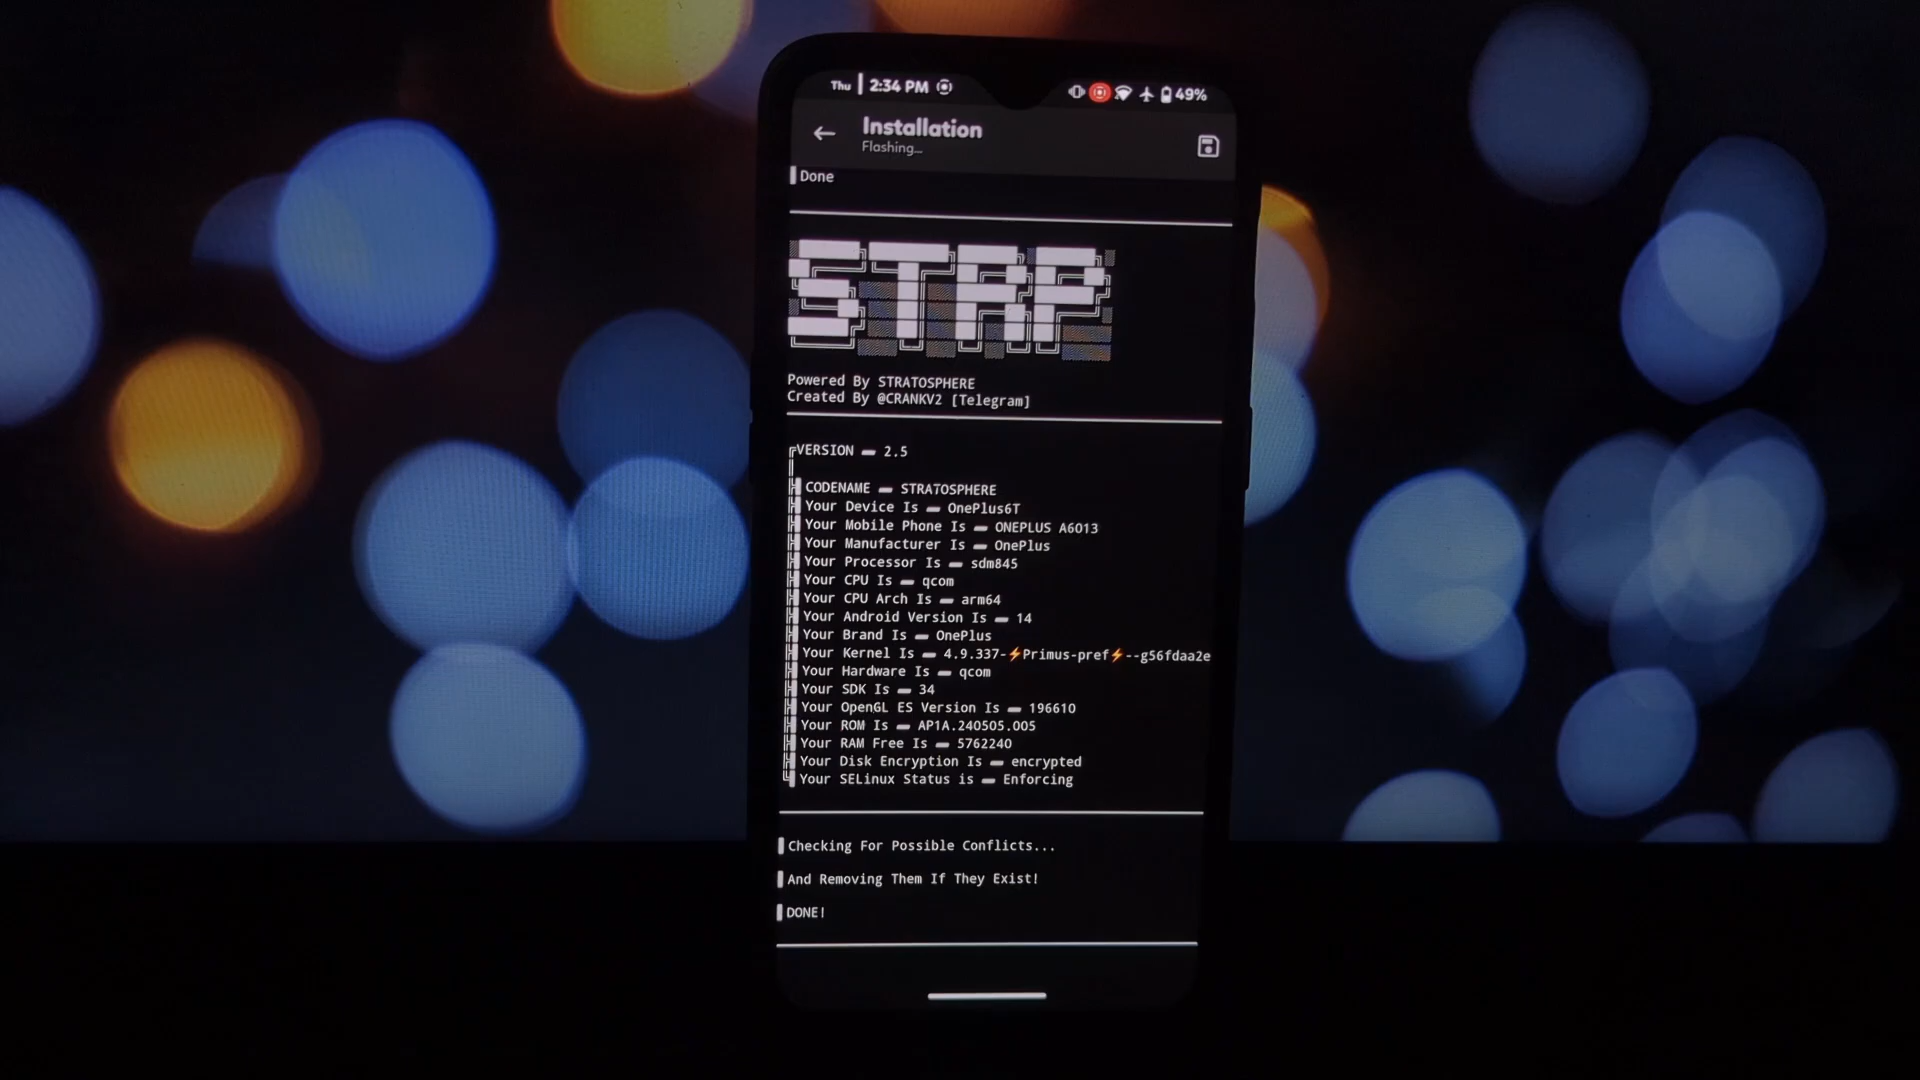 Thu 2:34 PM 49%
Installation
Flashing...
Done
STRP
Powered By STRATOSPHERE
Created By @CRANKV2 [Telegram]
VERSION ▬ 2.5
CODENAME ▬ STRATOSPHERE
Your Device Is ▬ OnePlus6T
Your Mobile Phone Is ▬ ONEPLUS A6013
Your Manufacturer Is ▬ OnePlus
Your Processor Is ▬ sdm845
Your CPU Is ▬ qcom
Your CPU Arch Is ▬ arm64
Your Android Version Is ▬ 14
Your Brand Is ▬ OnePlus
Your Kernel Is ▬ 4.9.337-⚡Primus-pref⚡--g56fdaa2e
Your Hardware Is ▬ qcom
Your SDK Is ▬ 34
Your OpenGL ES Version Is ▬ 196610
Your ROM Is ▬ AP1A.240505.005
Your RAM Free Is ▬ 5762240
Your Disk Encryption Is ▬ encrypted
Your SELinux Status is ▬ Enforcing
Checking For Possible Conflicts...
And Removing Them If They Exist!
DONE!